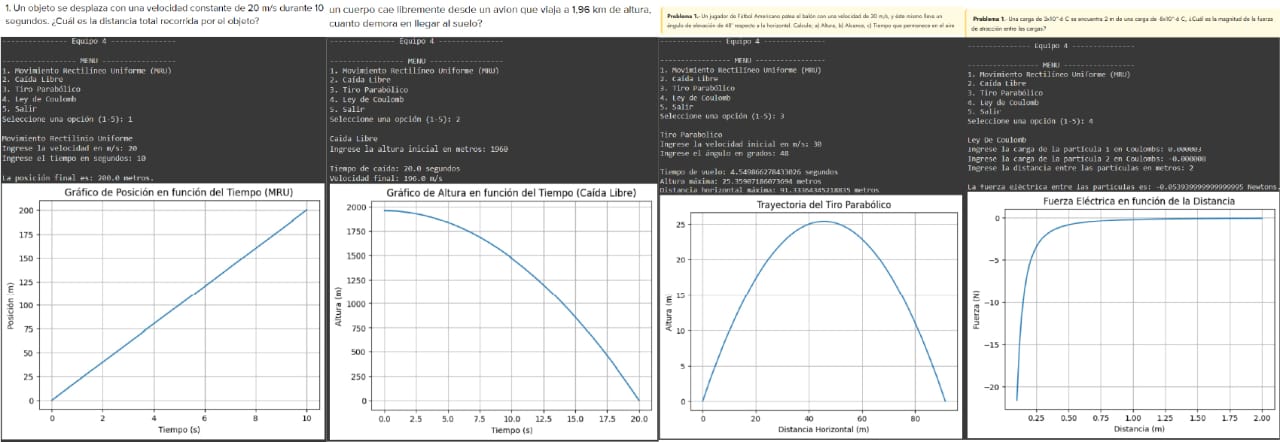 1. Un objeto se desplaza con una velocidad constante de 20 m/s durante 10
segundos. ¿Cuál es la distancia total recorrida por el objeto?
--------------- Equipo 4 ---------------
------------------ MENU ------------------
1. Movimiento Rectilíneo Uniforme (MRU)
2. Caída Libre
3. Tiro Parabólico
4. Ley de Coulomb
5. Salir
Seleccione una opción (1-5): 1
Movimiento Rectilinio Uniforme
Ingrese la velocidad en m/s: 20
Ingrese el tiempo en segundos: 10
La posición final es: 200.0 metros.
Gráfico de Posición en función del Tiempo (MRU)
Posición (m)
200
175
150
125
100
75
50
25
0
0 2 4 6 8 10
Tiempo (s)
un cuerpo cae libremente desde un avion que viaja a 1,96 km de altura,
cuanto demora en llegar al suelo?
--------------- Equipo 4 ---------------
------------------ MENU ------------------
1. Movimiento Rectilíneo Uniforme (MRU)
2. Caída Libre
3. Tiro Parabólico
4. Ley de Coulomb
5. Salir
Seleccione una opción (1-5): 2
Caida Libre
Ingrese la altura inicial en metros: 1960
Tiempo de caída: 20.0 segundos
Velocidad final: 196.0 m/s
Gráfico de Altura en función del Tiempo (Caída Libre)
Altura (m)
2000
1750
1500
1250
1000
750
500
250
0
0.0 2.5 5.0 7.5 10.0 12.5 15.0 17.5 20.0
Tiempo (s)
Problema 1.- Un jugador de Fútbol Americano patea el balón con una velocidad de 30 m/s, y éste mismo lleva un
ángulo de elevación de 48° respecto a la horizontal. Calcule; a) Altura, b) Alcance, c) Tiempo que permanece en el aire
--------------- Equipo 4 ---------------
------------------ MENU ------------------
1. Movimiento Rectilíneo Uniforme (MRU)
2. Caída Libre
3. Tiro Parabólico
4. Ley de Coulomb
5. Salir
Seleccione una opción (1-5): 3
Tiro Parabolico
Ingrese la velocidad inicial en m/s: 30
Ingrese el ángulo en grados: 48
Tiempo de vuelo: 4.549866278433026 segundos
Altura máxima: 25.35907186073694 metros
Distancia horizontal máxima: 91.33364345218835 metros
Trayectoria del Tiro Parabólico
Altura (m)
25
20
15
10
5
0
0 20 40 60 80
Distancia Horizontal (m)
Problema 1.- Una carga de C se encuentra 2 m de una carga de C, ¿Cuál es la magnitud de la fuerza
de atracción entre las cargas?
--------------- Equipo 4 ---------------
------------------ MENU ------------------
1. Movimiento Rectilíneo Uniforme (MRU)
2. Caída Libre
3. Tiro Parabólico
4. Ley de Coulomb
5. Salir
Seleccione una opción (1-5): 4
Ley De Coulomb
Ingrese la carga de la partícula 1 en Coulombs: 0.000003
Ingrese la carga de la partícula 2 en Coulombs:
Ingrese la distancia entre las partículas en metros: 2
La fuerza eléctrica entre las partículas es: Newtons.
Fuerza Eléctrica en función de la Distancia
Fuerza (N)
0
−5
−10
−15
−20
0.25 0.50 0.75 1.00 1.25 1.50 1.75 2.00
Distancia (m)